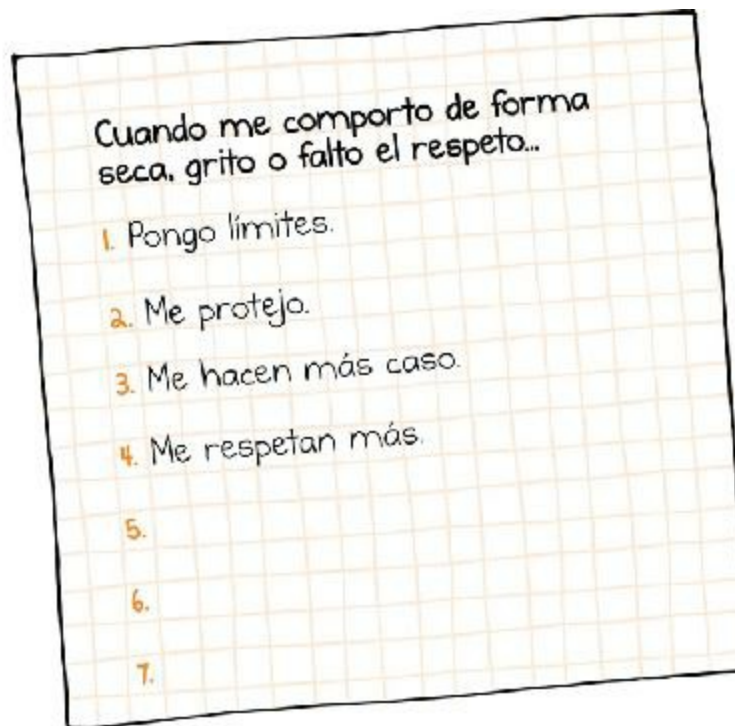 Cuando me comporto de forma
seca, grito o falto el respeto...
1. Pongo límites.
2. Me protejo.
3. Me hacen más caso.
4. Me respetan más.
5.
6.
7.